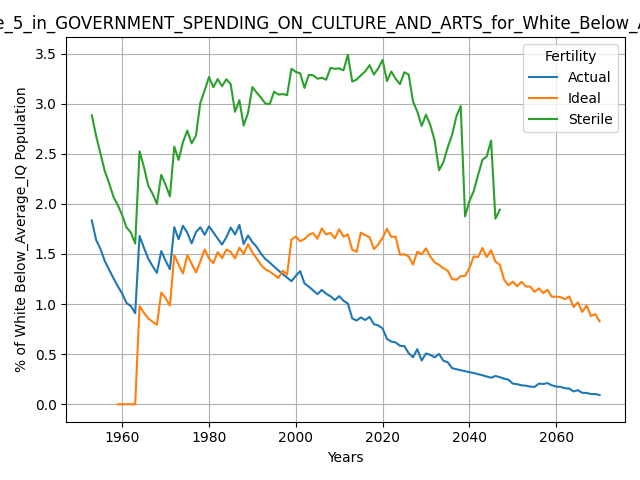 e_5_in_GOVERNMENT_SPENDING_ON_CULTURE_AND_ARTS_for_White_Below_A
Fertility
Actual
Ideal
Sterile
% of White Below_Average_IQ Population
3.5
3.0
2.5
2.0
1.5
1.0
0.5
0.0
1960 1980 2000 2020 2040 2060
Years